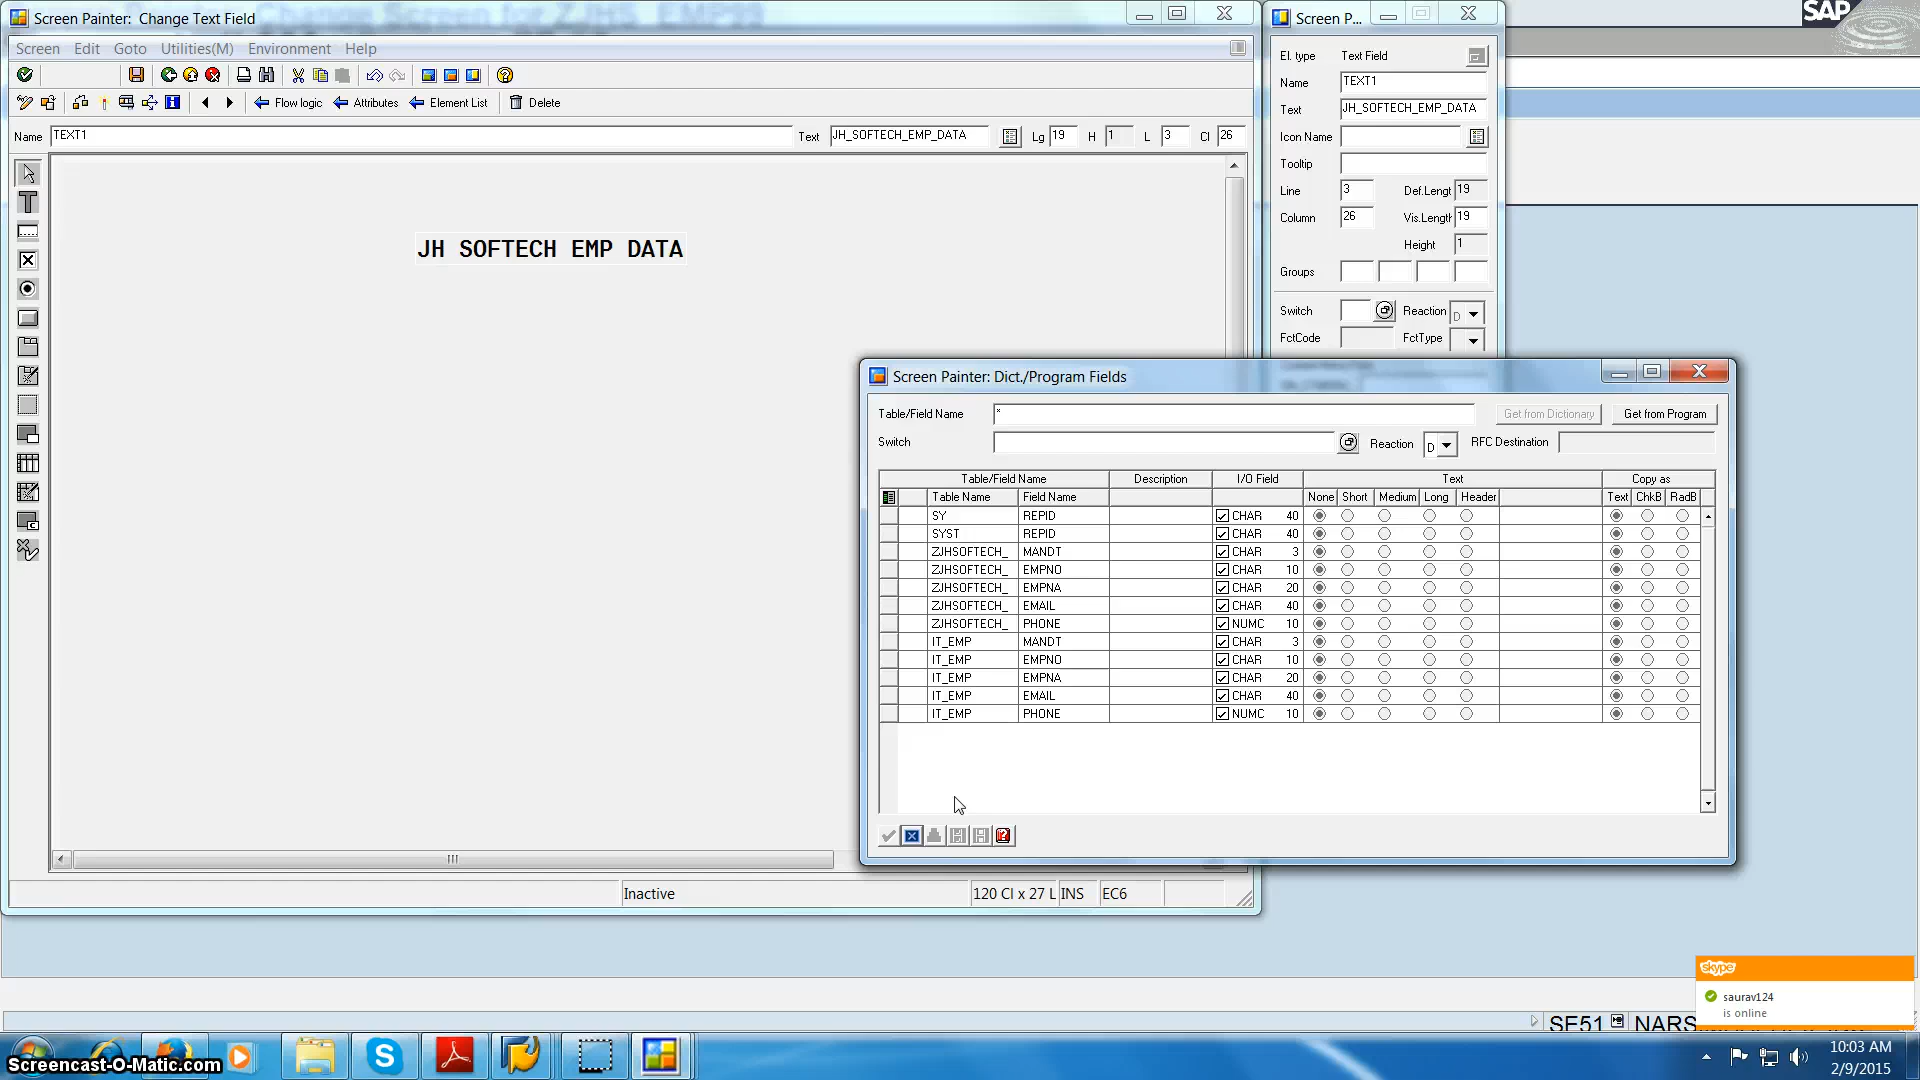 Screen Painter: Change Text Field
Screen Edit Goto Utilities(M) Environment Help
Flow logic Attributes Element List Delete
Name TEXT1 Text JH_SOFTECH_EMP_DATA Lg 19 H 1 L 3 Cl 26
JH SOFTECH EMP DATA
Inactive 120 Cl x 27 L INS EC6
Screen P...
SAP
El. type Text Field
Name TEXT1
Text JH_SOFTECH_EMP_DATA
Icon Name
Tooltip
Line 3 Def.Lengt 19
Column 26 Vis.Length 19
Height 1
Groups
Switch Reaction D
FctCode FctType
Screen Painter: Dict./Program Fields
Table/Field Name * Get from Dictionary Get from Program
Switch Reaction D RFC Destination
Table/Field Name Description I/O Field Text Copy as
Table Name Field Name None Short Medium Long Header Text ChkB RadB
SY REPID CHAR 40
SYST REPID CHAR 40
ZJHSOFTECH_ MANDT CHAR 3
ZJHSOFTECH_ EMPNO CHAR 10
ZJHSOFTECH_ EMPNA CHAR 20
ZJHSOFTECH_ EMAIL CHAR 40
ZJHSOFTECH_ PHONE NUMC 10
IT_EMP MANDT CHAR 3
IT_EMP EMPNO CHAR 10
IT_EMP EMPNA CHAR 20
IT_EMP EMAIL CHAR 40
IT_EMP PHONE NUMC 10
skype
saurav124
is online
SE51
Screencast-O-Matic.com
10:03 AM
2/9/2015